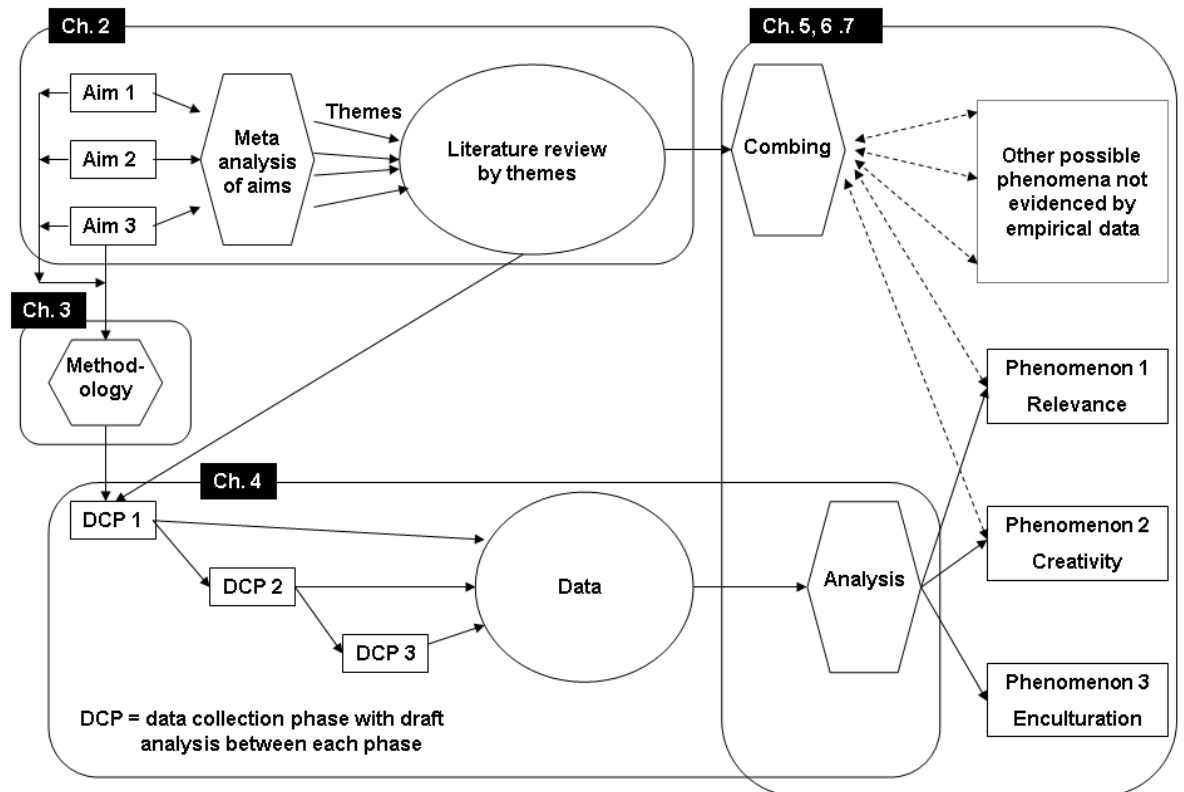 Ch. 2
Ch. 5, 6 .7
Aim 1
Aim 2
Aim 3
Meta
analysis
of aims
Themes
Literature review
by themes
Combing
Other possible
phenomena not
evidenced by
empirical data
Ch. 3
Method-
ology
Phenomenon 1
Relevance
Ch. 4
DCP 1
DCP 2
DCP 3
Data
Analysis
Phenomenon 2
Creativity
Phenomenon 3
Enculturation
DCP = data collection phase with draft
analysis between each phase